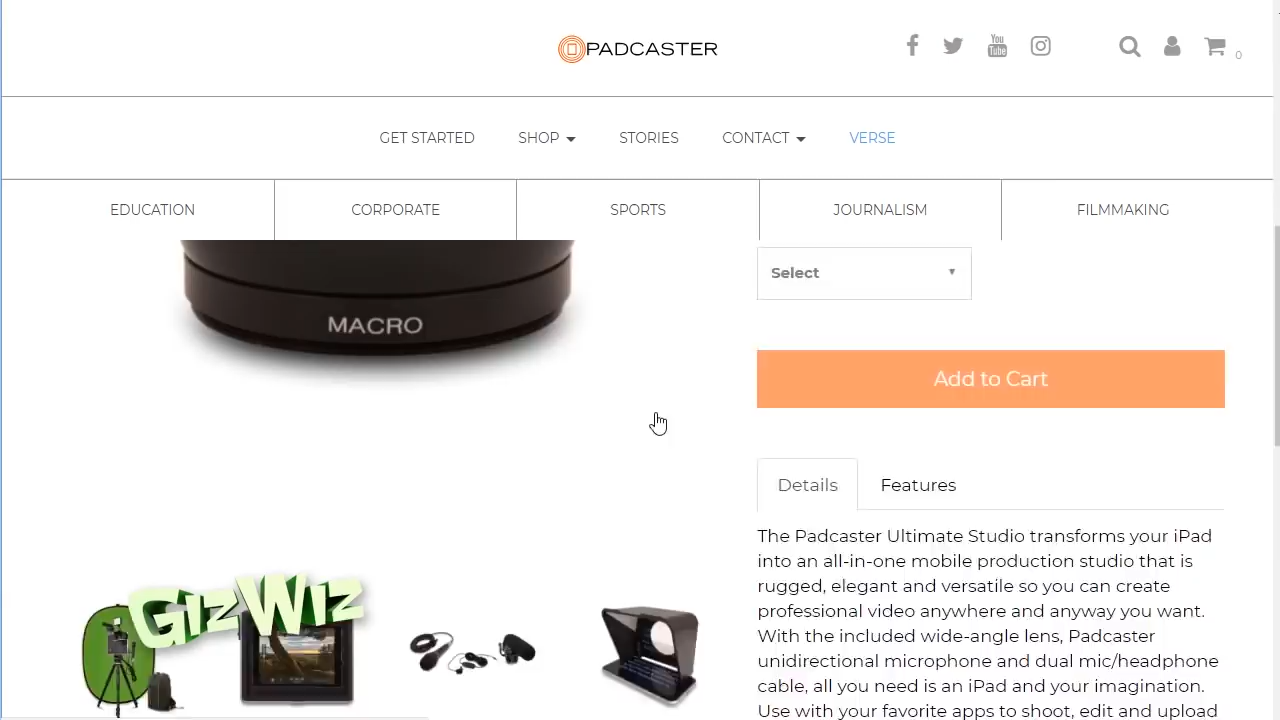 PADCASTER
You
Tube
0
GET STARTED
SHOP
STORIES
CONTACT
VERSE
EDUCATION
CORPORATE
SPORTS
JOURNALISM
FILMMAKING
MACRO
Select
Add to Cart
Details
Features
The Padcaster Ultimate Studio transforms your iPad
into an all-in-one mobile production studio that is
rugged, elegant and versatile so you can create
professional video anywhere and anyway you want.
With the included wide-angle lens, Padcaster
unidirectional microphone and dual mic/headphone
cable, all you need is an iPad and your imagination.
Use with your favorite apps to shoot, edit and upload
GIZWIZ